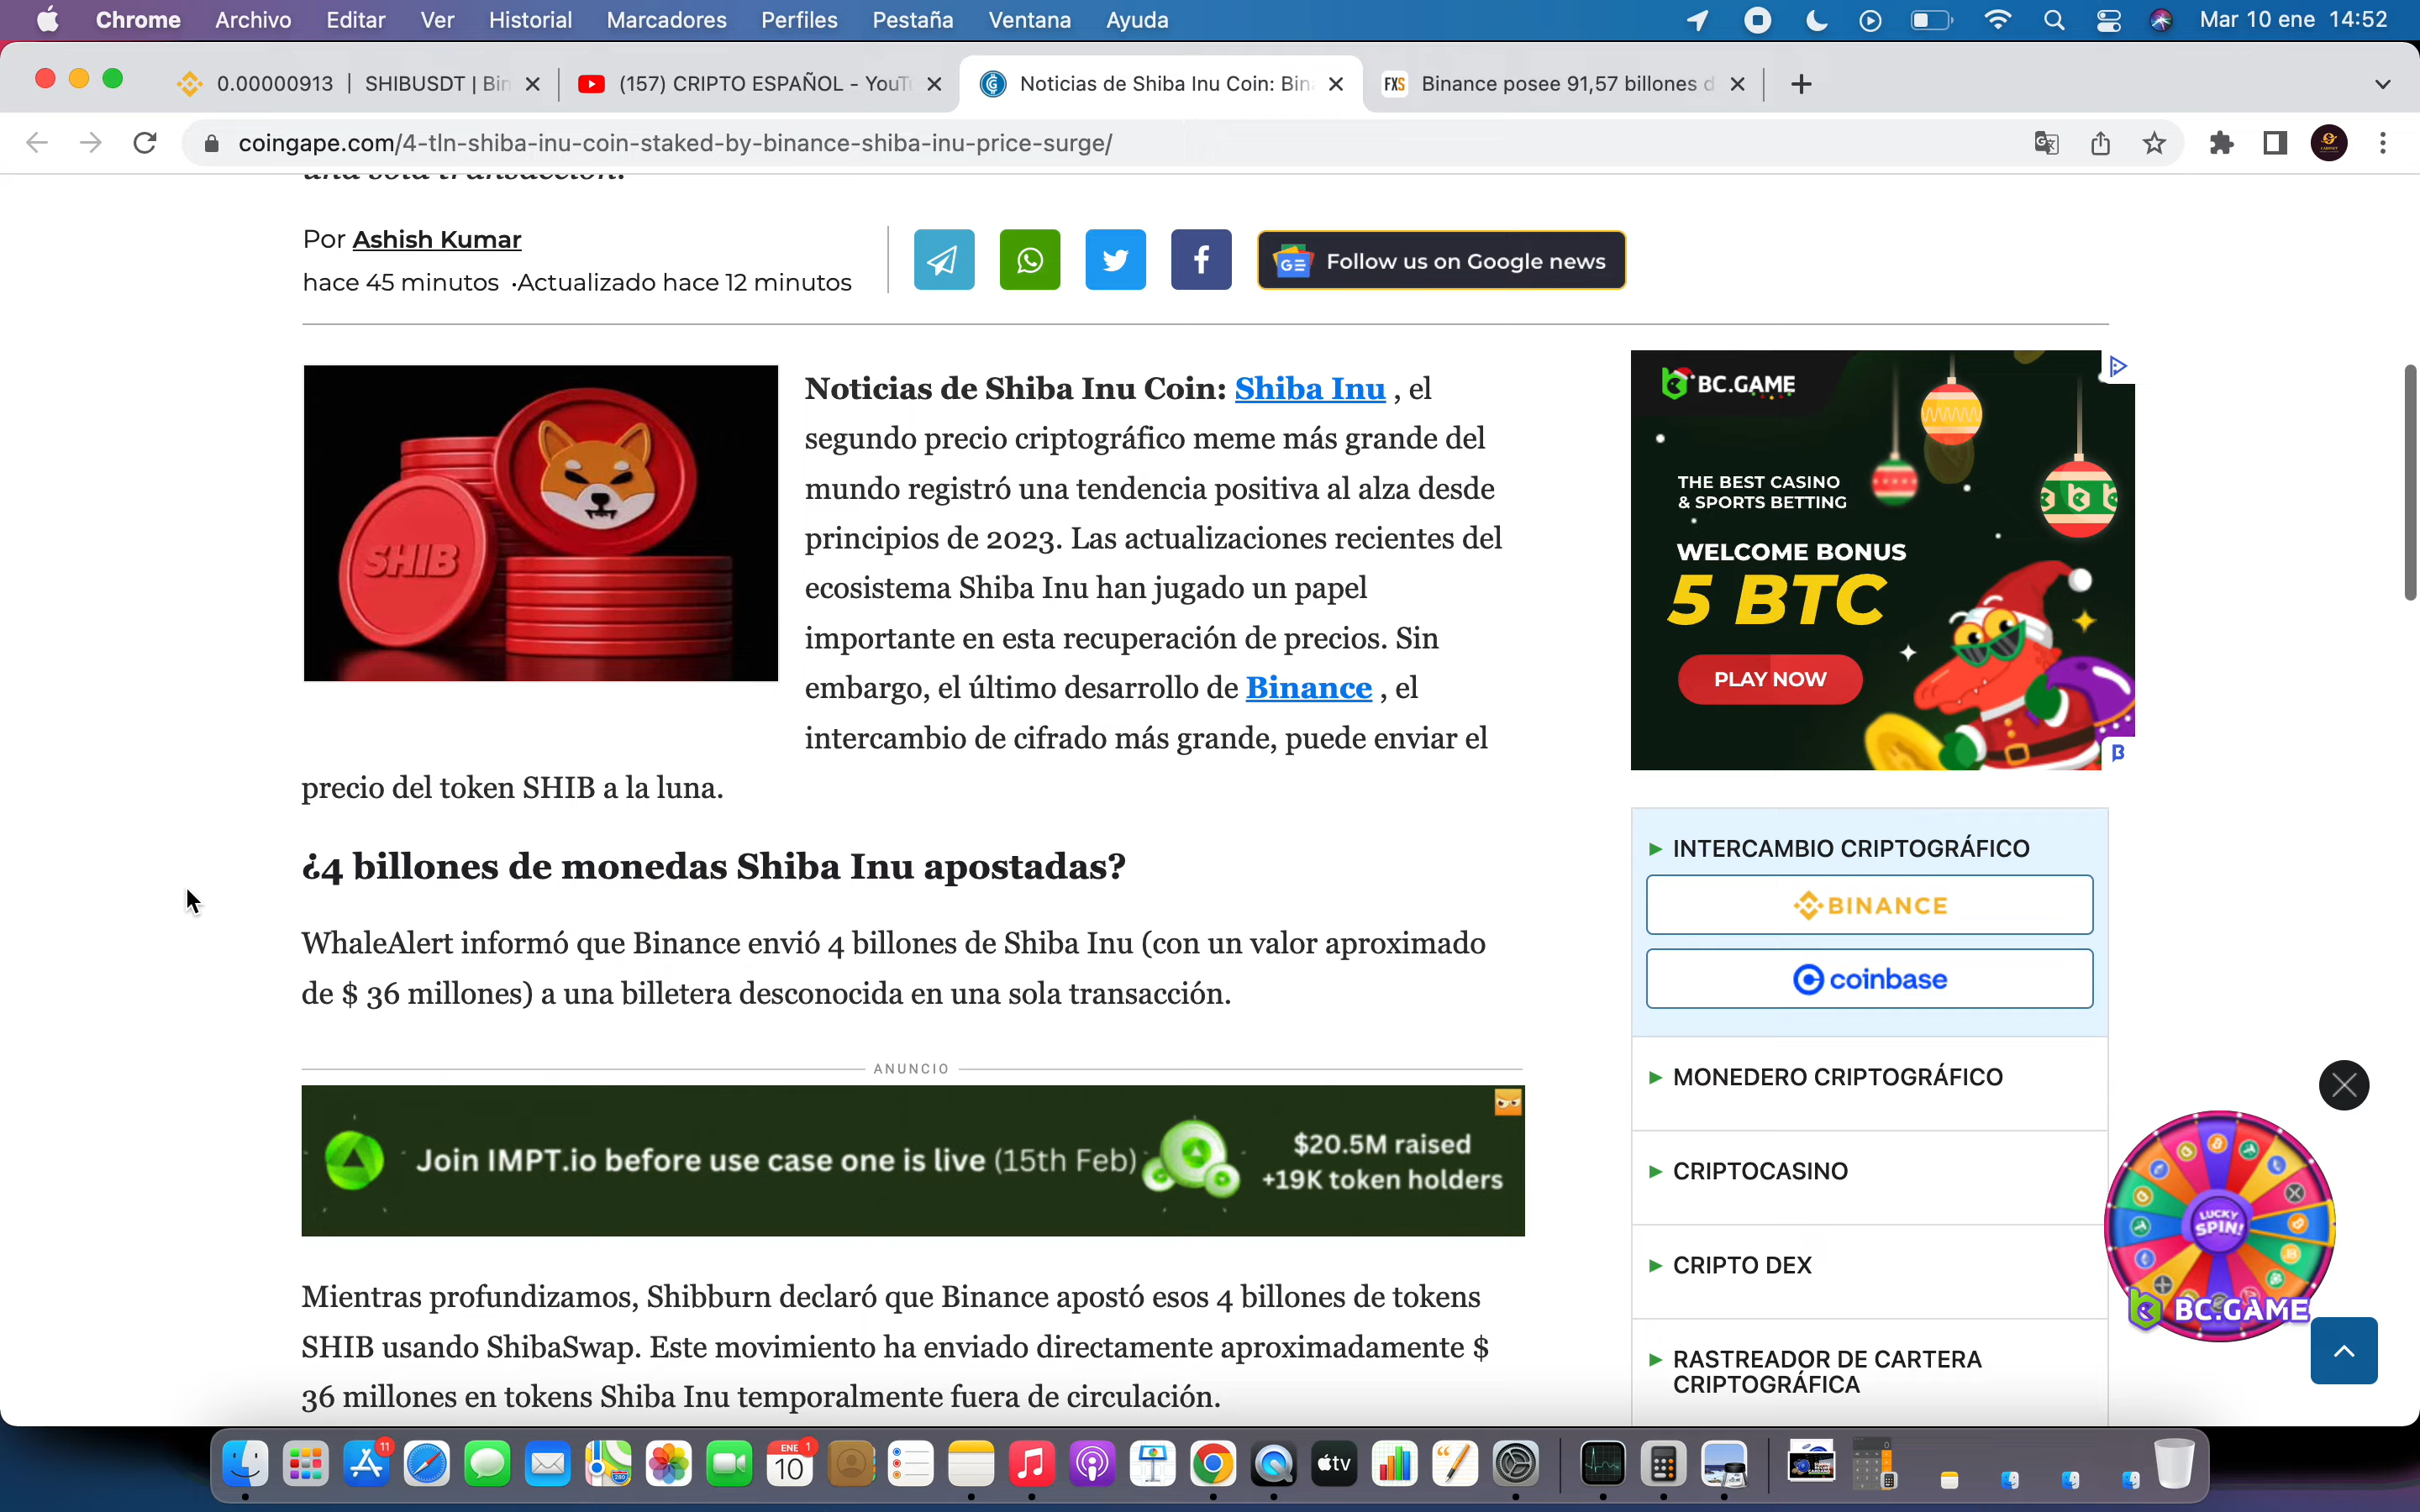 Chrome Archivo Editar Ver Historial Marcadores Perfiles Pestaña Ventana Ayuda Mar 10 ene 14:52
0.00000913 | SHIBUSDT | Bin
(157) CRIPTO ESPAÑOL - YouTu
Noticias de Shiba Inu Coin: Bin
FXS Binance posee 91,57 billones d
coingape.com/4-tln-shiba-inu-coin-staked-by-binance-shiba-inu-price-surge/
una sola transacción.
Por Ashish Kumar
hace 45 minutos ·Actualizado hace 12 minutos
Follow us on Google news
SHIB
Noticias de Shiba Inu Coin: Shiba Inu , el
segundo precio criptográfico meme más grande del
mundo registró una tendencia positiva al alza desde
principios de 2023. Las actualizaciones recientes del
ecosistema Shiba Inu han jugado un papel
importante en esta recuperación de precios. Sin
embargo, el último desarrollo de Binance , el
intercambio de cifrado más grande, puede enviar el
precio del token SHIB a la luna.
¿4 billones de monedas Shiba Inu apostadas?
WhaleAlert informó que Binance envió 4 billones de Shiba Inu (con un valor aproximado
de $ 36 millones) a una billetera desconocida en una sola transacción.
ANUNCIO
Join IMPT.io before use case one is live (15th Feb)
$20.5M raised
+19K token holders
Mientras profundizamos, Shibburn declaró que Binance apostó esos 4 billones de tokens
SHIB usando ShibaSwap. Este movimiento ha enviado directamente aproximadamente $
36 millones en tokens Shiba Inu temporalmente fuera de circulación.
BC.GAME
THE BEST CASINO
& SPORTS BETTING
WELCOME BONUS
5 BTC
PLAY NOW
INTERCAMBIO CRIPTOGRÁFICO
BINANCE
coinbase
MONEDERO CRIPTOGRÁFICO
CRIPTOCASINO
CRIPTO DEX
RASTREADOR DE CARTERA
CRIPTOGRÁFICA
LUCKY
SPIN!
BC.GAME
11
ENE
10
1
tv